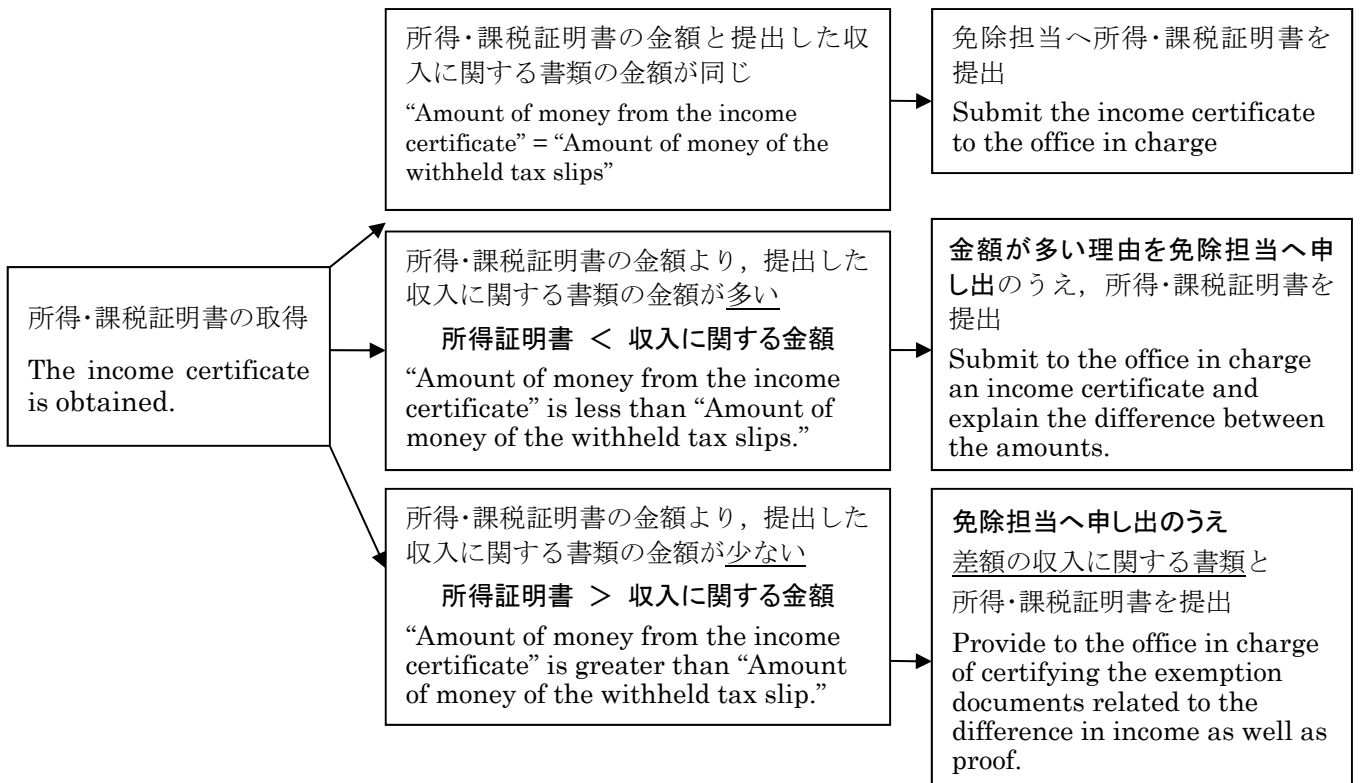 所得･課税証明書の取得
The income certificate
is obtained.
所得･課税証明書の金額と提出した収
入に関する書類の金額が同じ
“Amount of money from the income
certificate” = “Amount of money of the
withheld tax slips”
免除担当へ所得･課税証明書を
提出
Submit the income certificate
to the office in charge
所得･課税証明書の金額より，提出した
収入に関する書類の金額が多い
所得証明書 ＜ 収入に関する金額
“Amount of money from the income
certificate” is less than “Amount of
money of the withheld tax slips.”
金額が多い理由を免除担当へ申
し出のうえ，所得･課税証明書を
提出
Submit to the office in charge
an income certificate and
explain the difference between
the amounts.
所得･課税証明書の金額より，提出した
収入に関する書類の金額が少ない
所得証明書 ＞ 収入に関する金額
“Amount of money from the income
certificate” is greater than “Amount
of money of the withheld tax slip.”
免除担当へ申し出のうえ
差額の収入に関する書類と
所得･課税証明書を提出
Provide to the office in charge
of certifying the exemption
documents related to the
difference in income as well as
proof.